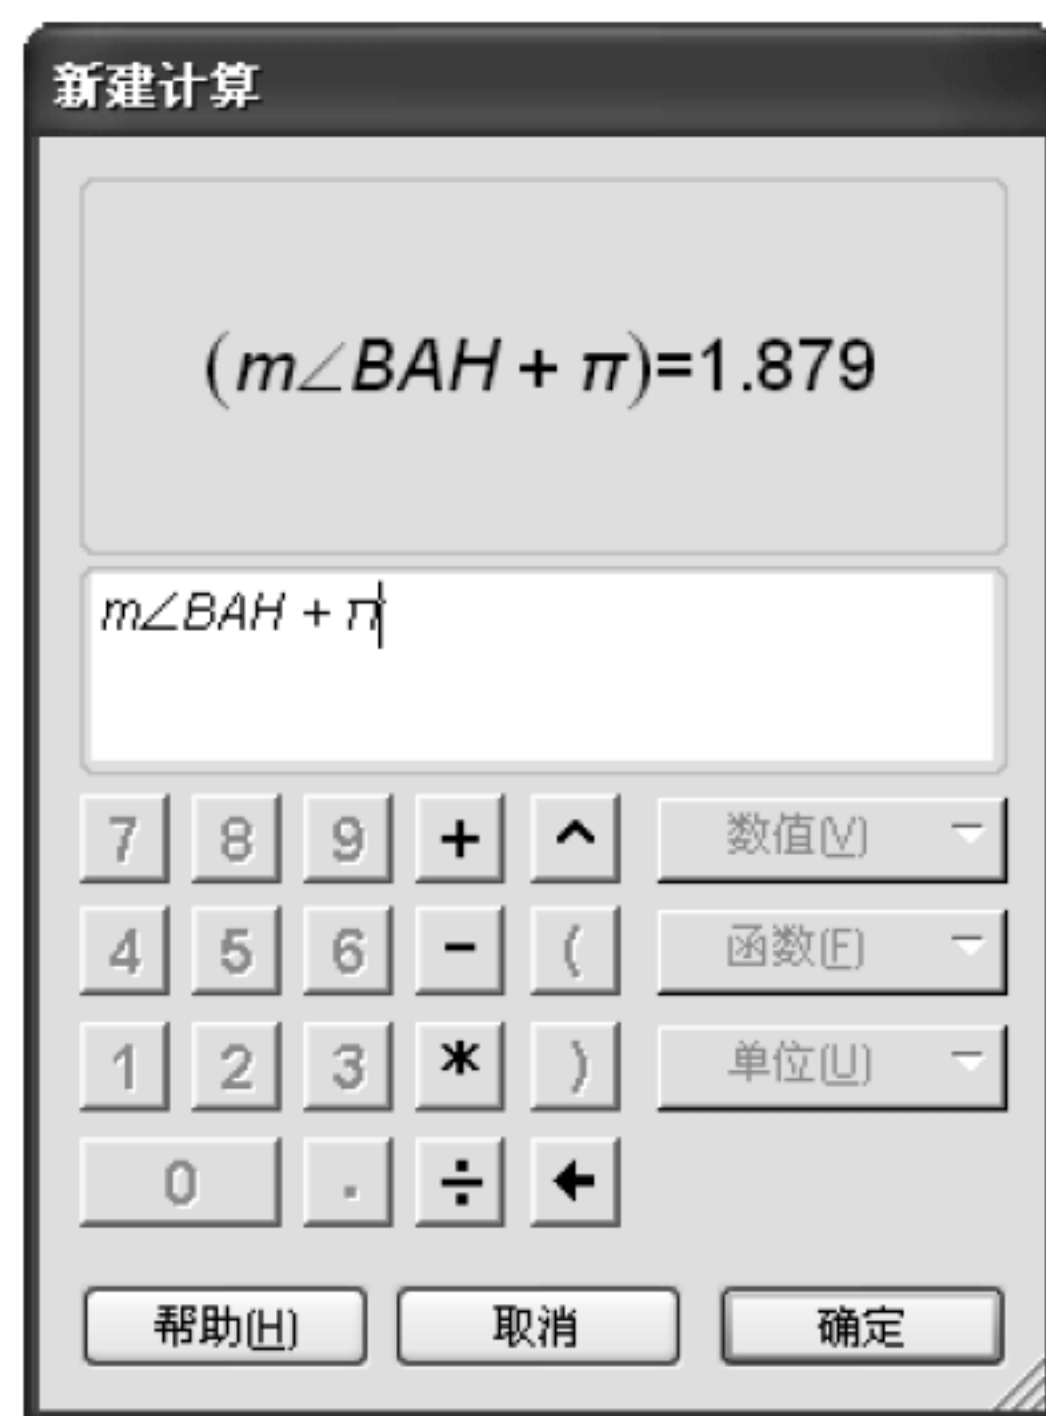 新建计算
(m∠BAH + π)=1.879
m∠BAH + π
7 8 9 + ^ 数值(V)
4 5 6 - ( 函数(F)
1 2 3 * ) 单位(U)
0 . ÷ ←
帮助(H) 取消 确定